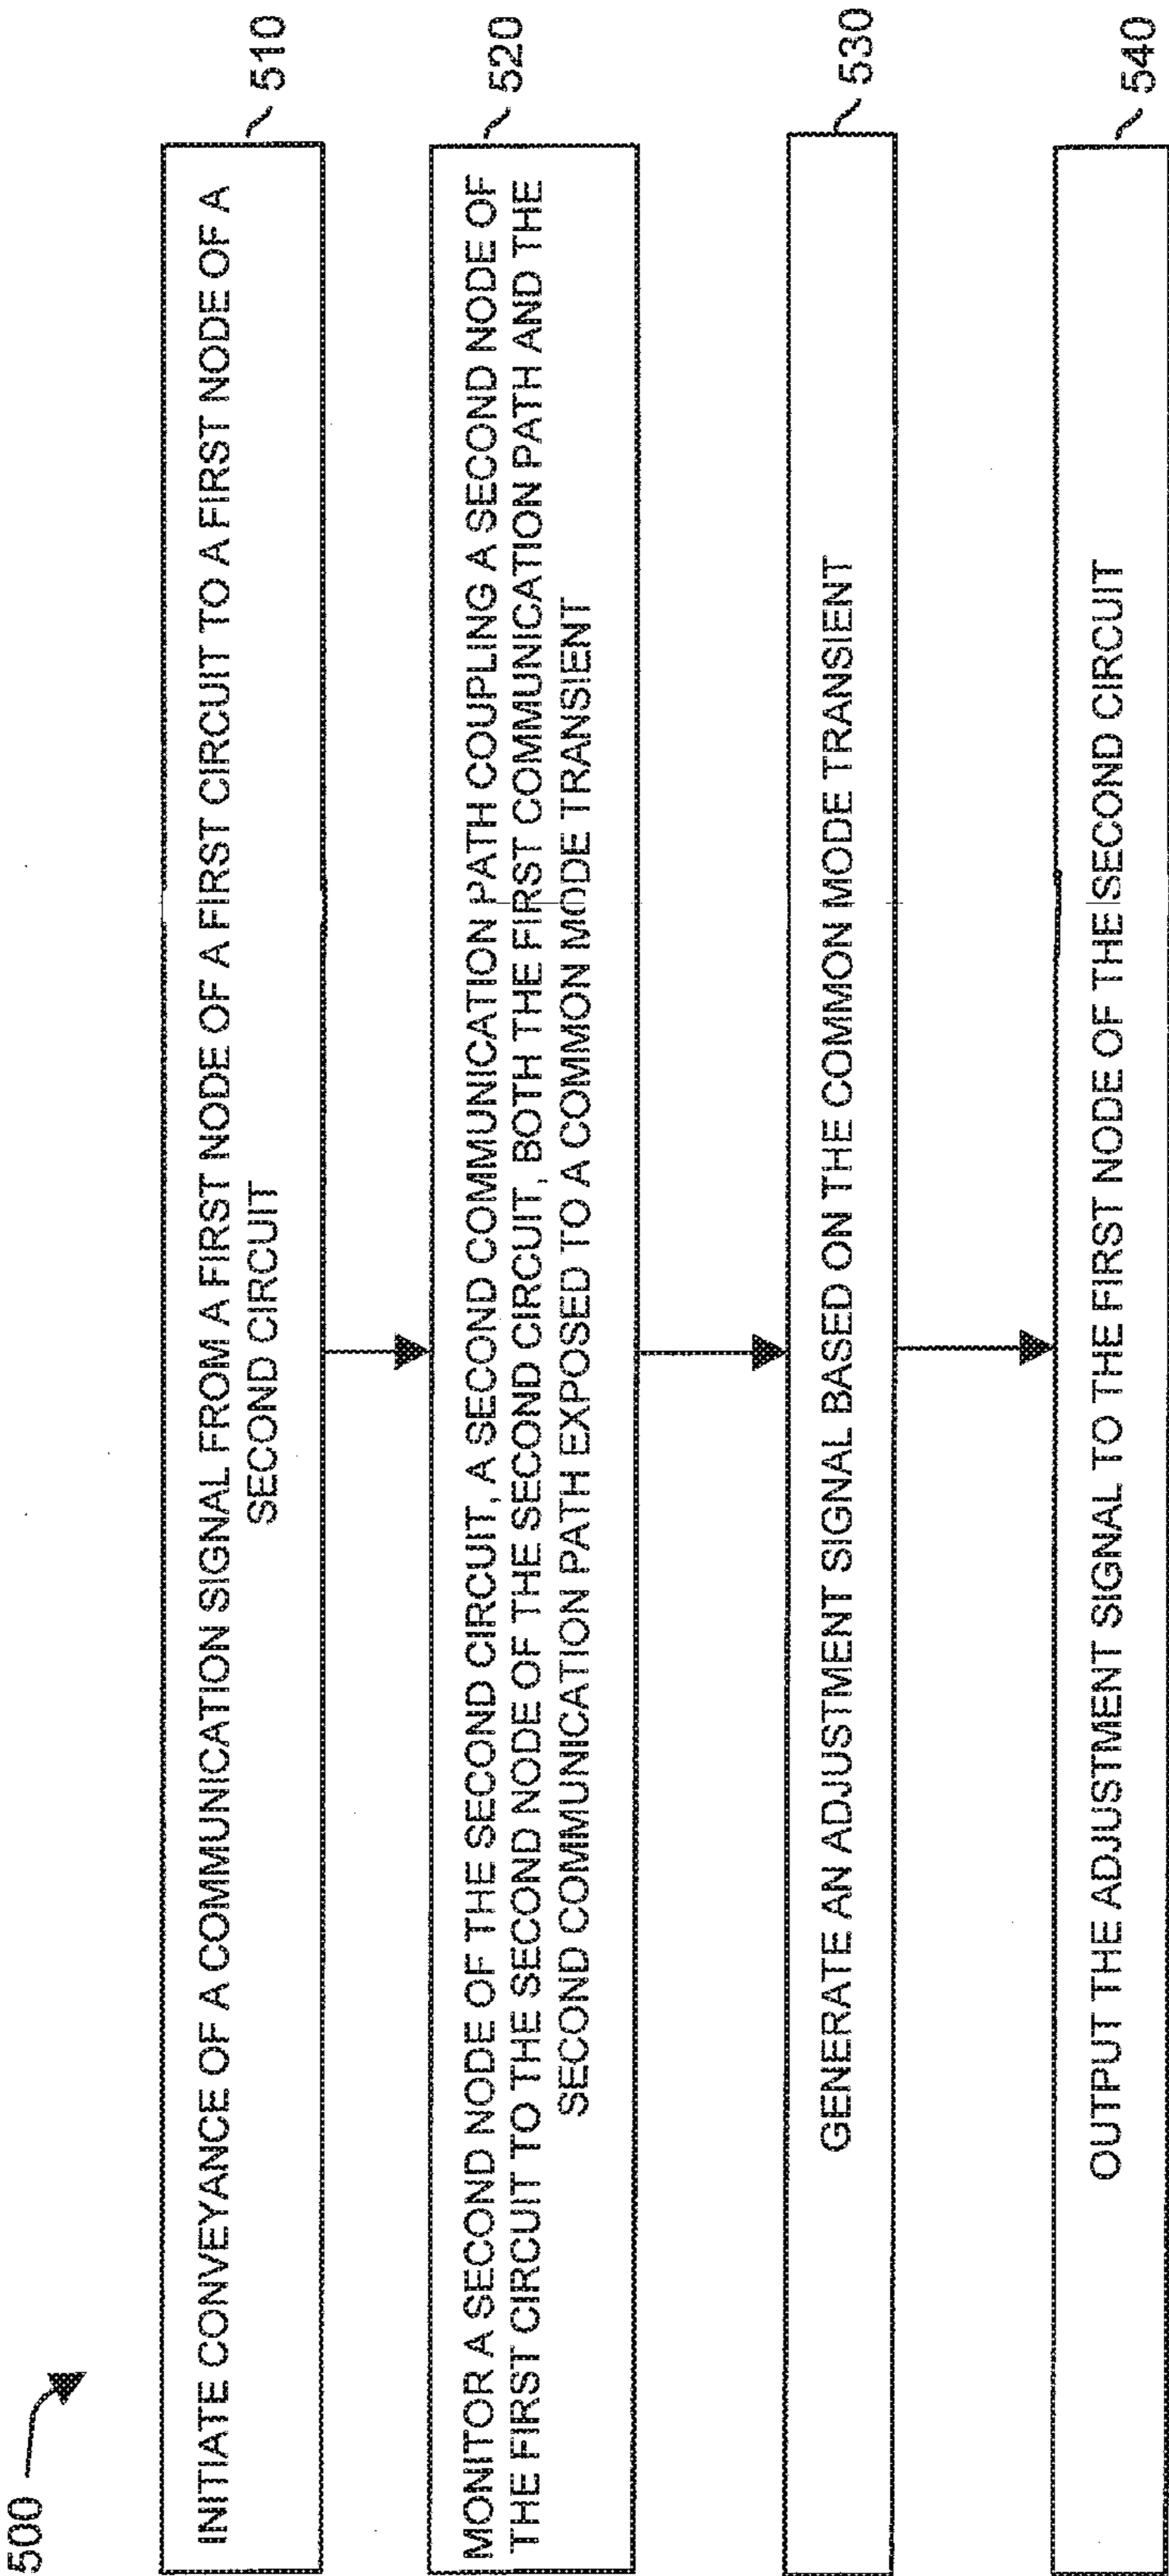 500
INITIATE CONVEYANCE OF A COMMUNICATION SIGNAL FROM A FIRST NODE OF A FIRST CIRCUIT TO A FIRST NODE OF A
SECOND CIRCUIT
510
MONITOR A SECOND NODE OF THE SECOND CIRCUIT, A SECOND COMMUNICATION PATH COUPLING A SECOND NODE OF
THE FIRST CIRCUIT TO THE SECOND NODE OF THE SECOND CIRCUIT, BOTH THE FIRST COMMUNICATION PATH AND THE
SECOND COMMUNICATION PATH EXPOSED TO A COMMON MODE TRANSIENT
520
GENERATE AN ADJUSTMENT SIGNAL BASED ON THE COMMON MODE TRANSIENT
530
OUTPUT THE ADJUSTMENT SIGNAL TO THE FIRST NODE OF THE SECOND CIRCUIT
540